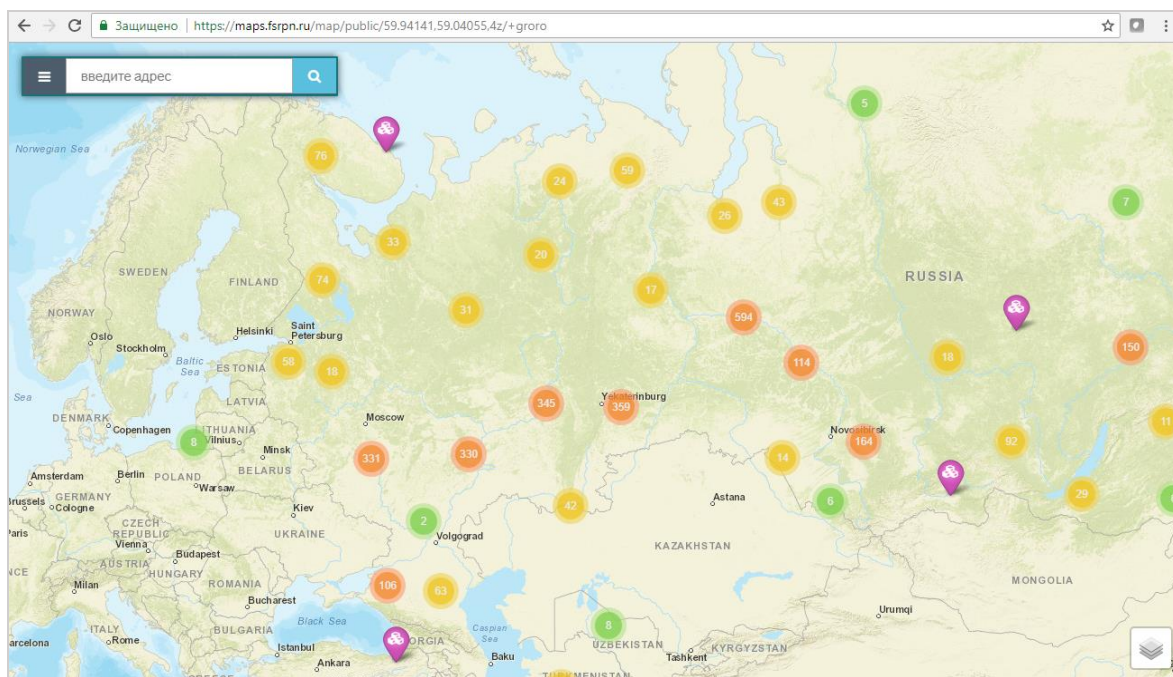 Защищено | https://maps.fsrpn.ru/map/public/59.94141,59.04055,4z/+groro
введите адрес
5
Norwegian Sea
76
59
24
43
7
26
33
20
SWEDEN
FINLAND
74
RUSSIA
17
NORWAY
31
594
Oslo
Helsinki
Saint
Petersburg
Stockholm
150
Baltic
Sea
ESTONIA
58
18
114
18
Sea
LATVIA
Yekaterinburg
345
359
DENMARK
Copenhagen
Moscow
11
8
LITHUANIA
Vilnius
Novosibirsk
164
92
Minsk
331
330
14
BELARUS
Amsterdam
Berlin
POLAND
Warsaw
29
GERMANY
Brussels
Cologne
Astana
6
42
Kiev
CZECH
REPUBLIC
2
Paris
UKRAINE
Volgograd
Vienna
KAZAKHSTAN
Budapest
AUSTRIA
HUNGARY
MONGOLIA
Milan
ROMANIA
106
63
Bucharest
Urumqi
ITALY
Black Sea
8
BULGARIA
Caspian
Sea
Rome
GEORGIA
UZBEKISTAN
Istanbul
Baku
Tashkent
KYRGYZSTAN
Ankara
TURKMENISTAN